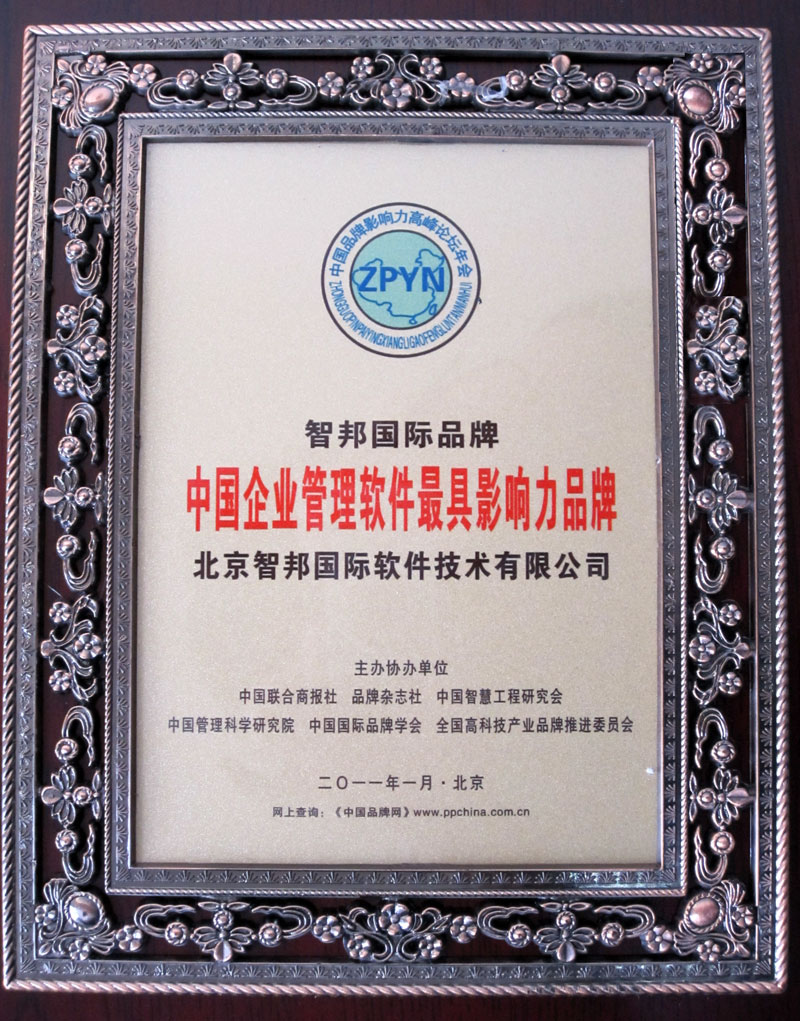 中国品牌影响力高峰论坛年会
ZPYN
ZHONGGUOPINPAIYINGXIANGLIGAOFENGLUNTANNIANHUI
智邦国际品牌
中国企业管理软件最具影响力品牌
北京智邦国际软件技术有限公司
主办协办单位
中国联合商报社 品牌杂志社 中国智慧工程研究会
中国管理科学研究院 中国国际品牌学会 全国高科技产业品牌推进委员会
二〇一一年一月·北京
网上查询：《中国品牌网》www.ppchina.com.cn